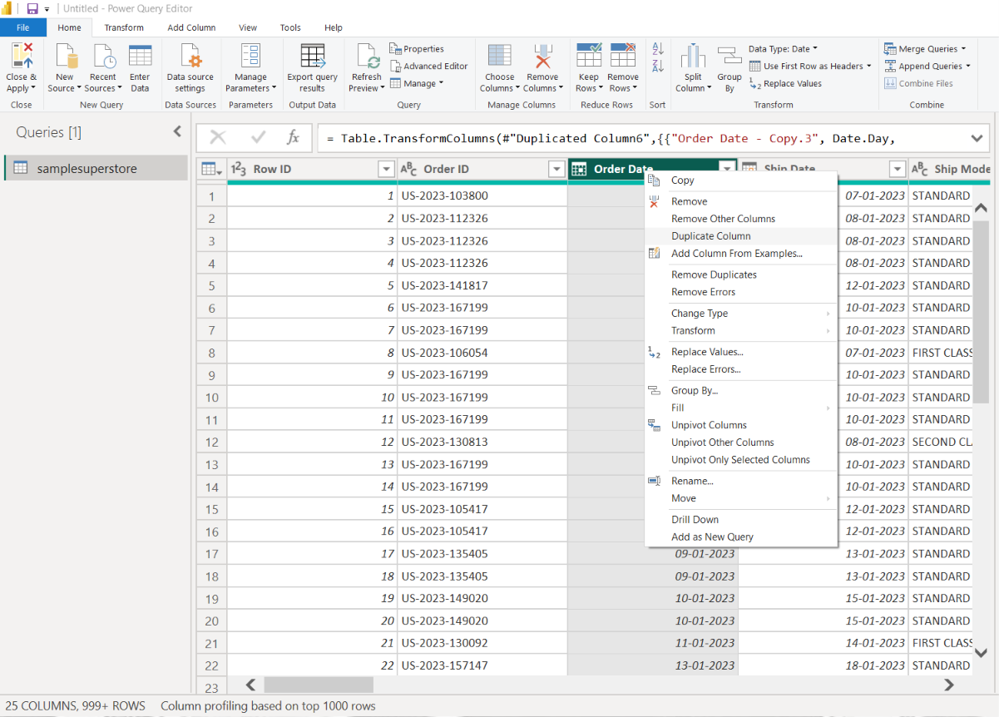 Untitled - Power Query Editor
File Home Transform Add Column View Tools Help
Close & Apply
New Source
Recent Sources
Enter Data
Data source settings
Manage Parameters
Export query results
Refresh Preview
Properties
Advanced Editor
Manage
Choose Columns
Remove Columns
Keep Rows
Remove Rows
Split Column
Group By
Data Type: Date
Use First Row as Headers
Replace Values
Merge Queries
Append Queries
Combine Files
Close New Query Data Sources Parameters Output Data Query Manage Columns Reduce Rows Sort Transform Combine
Queries [1]
samplesuperstore
fx
= Table.TransformColumns(#"Duplicated Column6",{{"Order Date - Copy.3", Date.Day,
Row ID Order ID Order Date Ship Date Ship Mode
1 1 US-2023-103800 07-01-2023 STANDARD
2 2 US-2023-112326 08-01-2023 STANDARD
3 3 US-2023-112326 08-01-2023 STANDARD
4 4 US-2023-112326 08-01-2023 STANDARD
5 5 US-2023-141817 12-01-2023 STANDARD
6 6 US-2023-167199 10-01-2023 STANDARD
7 7 US-2023-167199 10-01-2023 STANDARD
8 8 US-2023-106054 07-01-2023 FIRST CLASS
9 9 US-2023-167199 10-01-2023 STANDARD
10 10 US-2023-167199 10-01-2023 STANDARD
11 11 US-2023-167199 10-01-2023 STANDARD
12 12 US-2023-130813 08-01-2023 SECOND CL
13 13 US-2023-167199 10-01-2023 STANDARD
14 14 US-2023-167199 10-01-2023 STANDARD
15 15 US-2023-105417 12-01-2023 STANDARD
16 16 US-2023-105417 12-01-2023 STANDARD
17 17 US-2023-135405 09-01-2023 13-01-2023 STANDARD
18 18 US-2023-135405 09-01-2023 13-01-2023 STANDARD
19 19 US-2023-149020 10-01-2023 15-01-2023 STANDARD
20 20 US-2023-149020 10-01-2023 15-01-2023 STANDARD
21 21 US-2023-130092 11-01-2023 14-01-2023 FIRST CLASS
22 22 US-2023-157147 13-01-2023 18-01-2023 STANDARD
23
Copy
Remove
Remove Other Columns
Duplicate Column
Add Column From Examples...
Remove Duplicates
Remove Errors
Change Type
Transform
Replace Values...
Replace Errors...
Group By...
Fill
Unpivot Columns
Unpivot Other Columns
Unpivot Only Selected Columns
Rename...
Move
Drill Down
Add as New Query
25 COLUMNS, 999+ ROWS Column profiling based on top 1000 rows